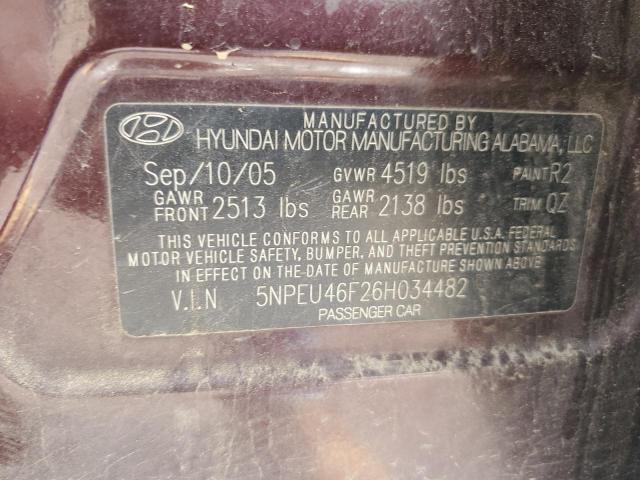 MANUFACTURED BY
HYUNDAI MOTOR MANUFACTURING ALABAMA, LLC
Sep/10/05 GVWR 4519 lbs PAINT R2
GAWR FRONT 2513 lbs GAWR REAR 2138 lbs TRIM QZ
THIS VEHICLE CONFORMS TO ALL APPLICABLE U.S.A. FEDERAL
MOTOR VEHICLE SAFETY, BUMPER, AND THEFT PREVENTION STANDARDS
IN EFFECT ON THE DATE OF MANUFACTURE SHOWN ABOVE.
V.I.N 5NPEU46F26H034482
PASSENGER CAR